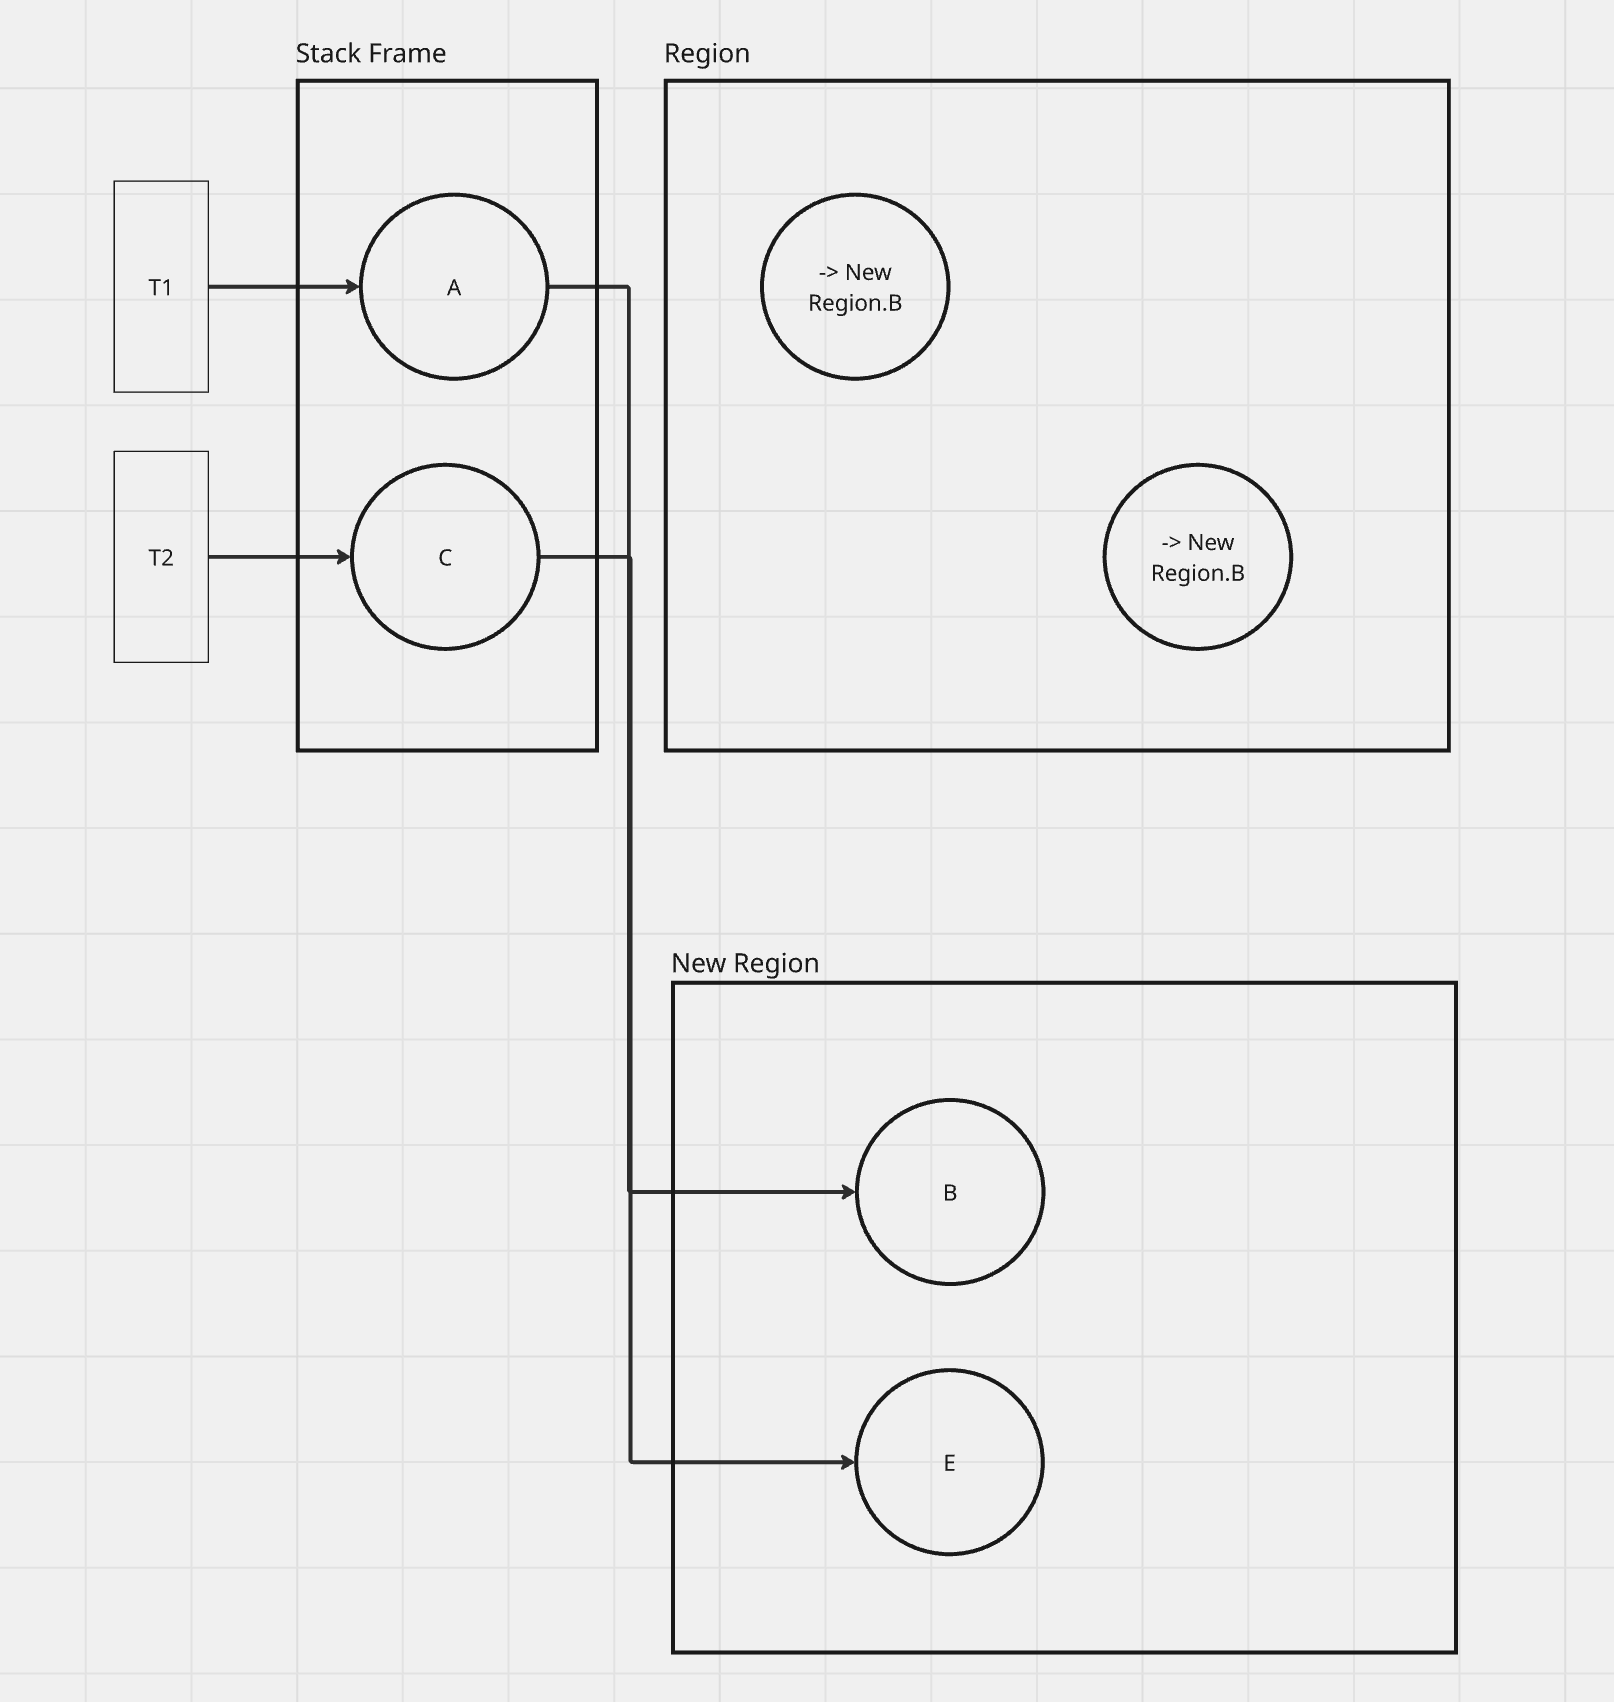 Stack Frame
Region
T1
A
-> New
Region.B
T2
C
-> New
Region.B
New Region
B
E